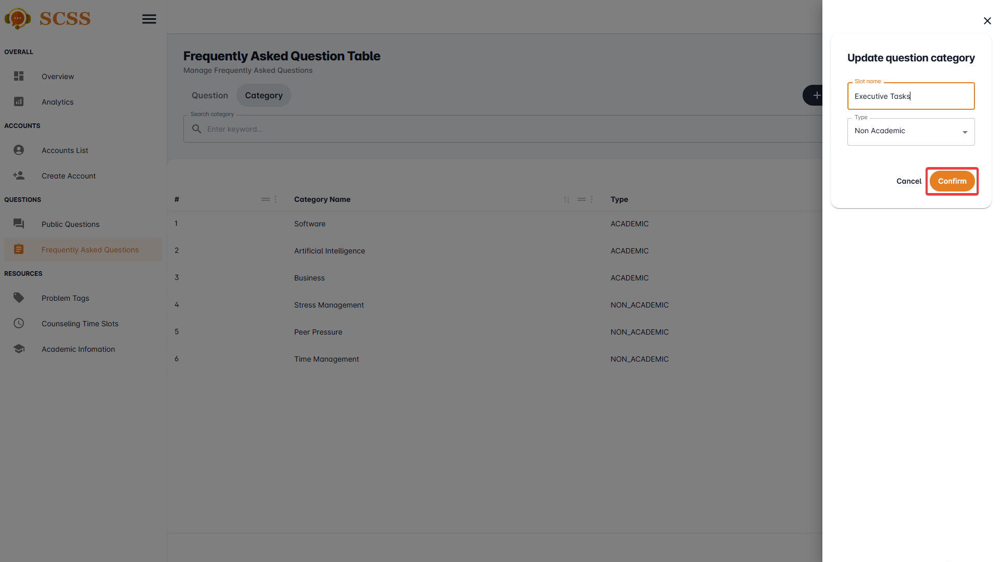 SCSS
OVERALL
Overview
Analytics
ACCOUNTS
Accounts List
Create Account
QUESTIONS
Public Questions
Frequently Asked Questions
RESOURCES
Problem Tags
Counseling Time Slots
Academic Infomation
Frequently Asked Question Table
Manage Frequently Asked Questions
Question Category
Search category
Enter keyword...
# Category Name Type
1 Software ACADEMIC
2 Artificial Intelligence ACADEMIC
3 Business ACADEMIC
4 Stress Management NON_ACADEMIC
5 Peer Pressure NON_ACADEMIC
6 Time Management NON_ACADEMIC
Update question category
Slot name
Executive Tasks
Type
Non Academic
Cancel Confirm